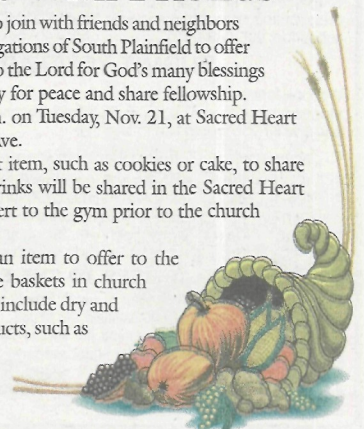 join with friends and neighbors
gations of South Plainfield to offer
the Lord for God's many blessings
y for peace and share fellowship.
. on Tuesday, Nov. 21, at Sacred Heart
ve.
item, such as cookies or cake, to share
rinks will be shared in the Sacred Heart
ert to the gym prior to the church
an item to offer to the
e baskets in church
include dry and
ucts, such as